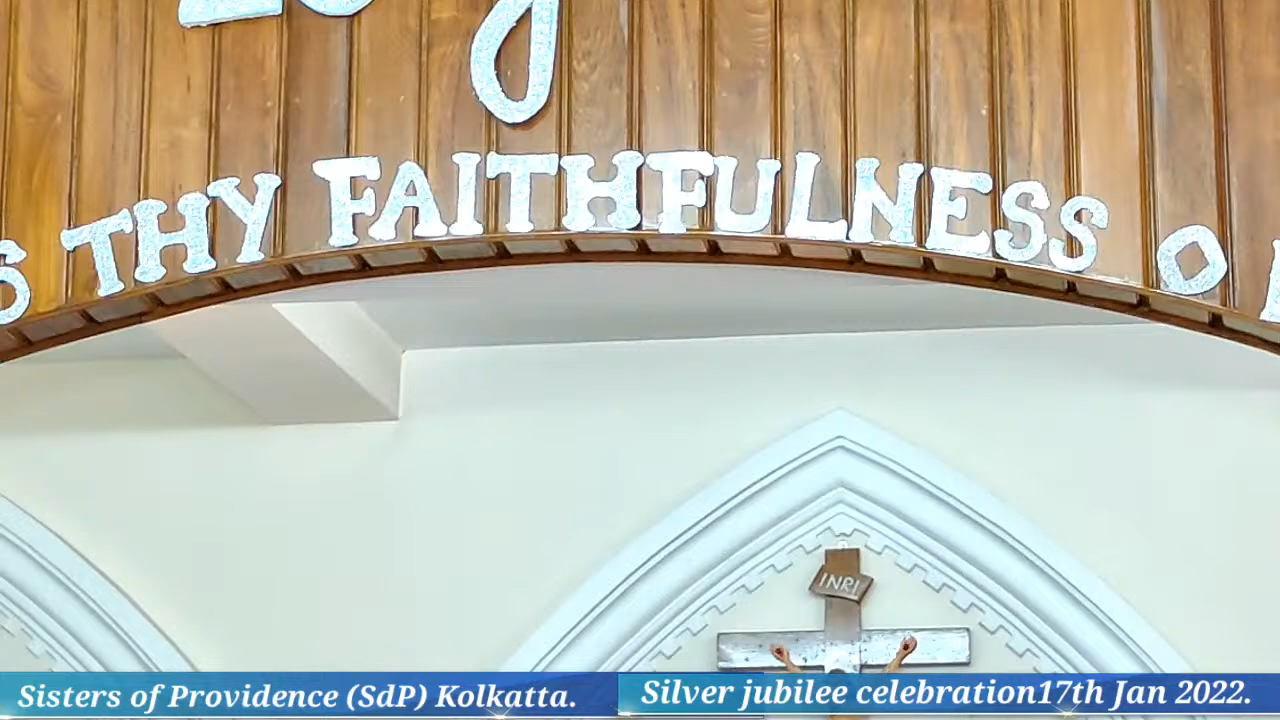 S THY FAITHFULNESS O
INRI
Sisters of Providence (SdP) Kolkatta.
Silver jubilee celebration17th Jan 2022.